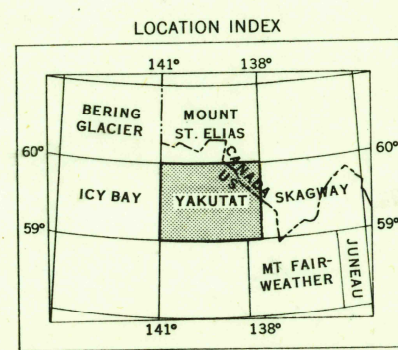 LOCATION INDEX
141° 138°
BERING
GLACIER
MOUNT
ST. ELIAS
60° 60°
CANADA
U S
ICY BAY
YAKUTAT
SKAGWAY
59° 59°
MT FAIR-
WEATHER
JUNEAU
141° 138°